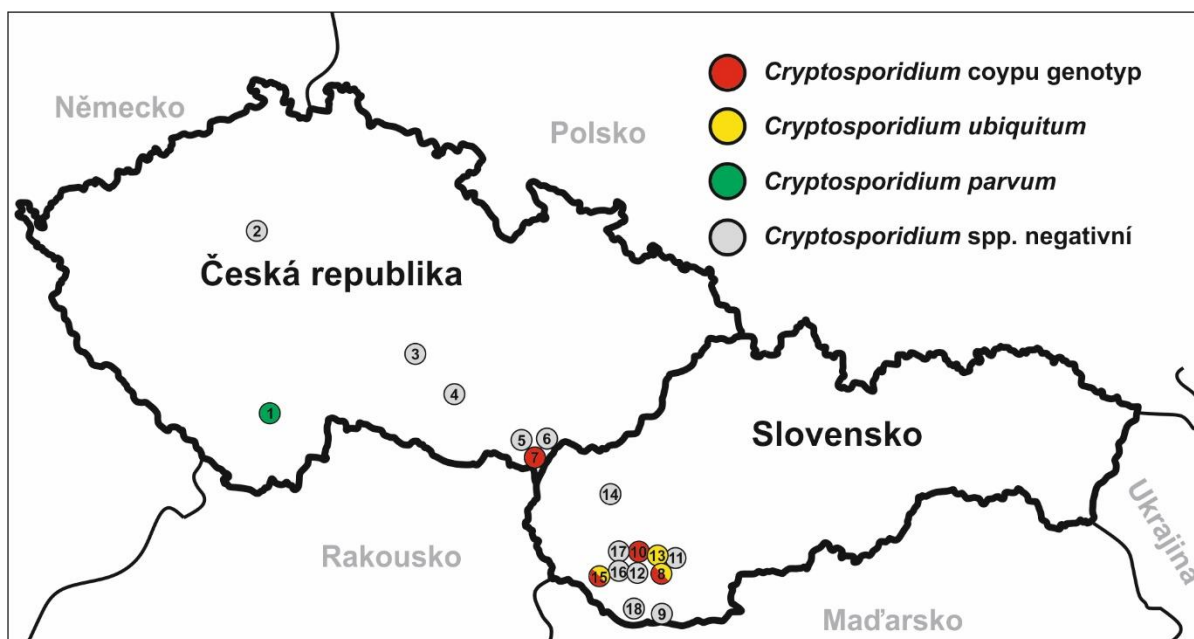 Německo
Polsko
Cryptosporidium coypu genotyp
Cryptosporidium ubiquitum
Cryptosporidium parvum
Cryptosporidium spp. negativní
2
Česká republika
3
4
1
5
6
7
Slovensko
14
Ukrajina
Rakousko
17
10
13
11
15
16
12
8
18
9
Maďarsko